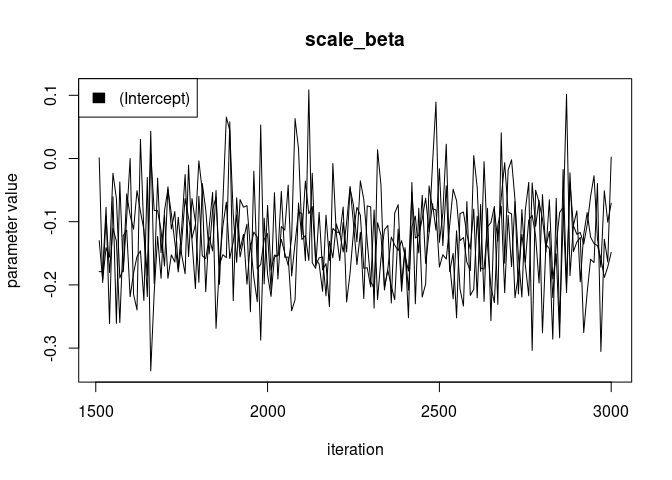 scale_beta
(Intercept)
0.1
0.0
-0.1
-0.2
-0.3
parameter value
1500 2000 2500 3000
iteration